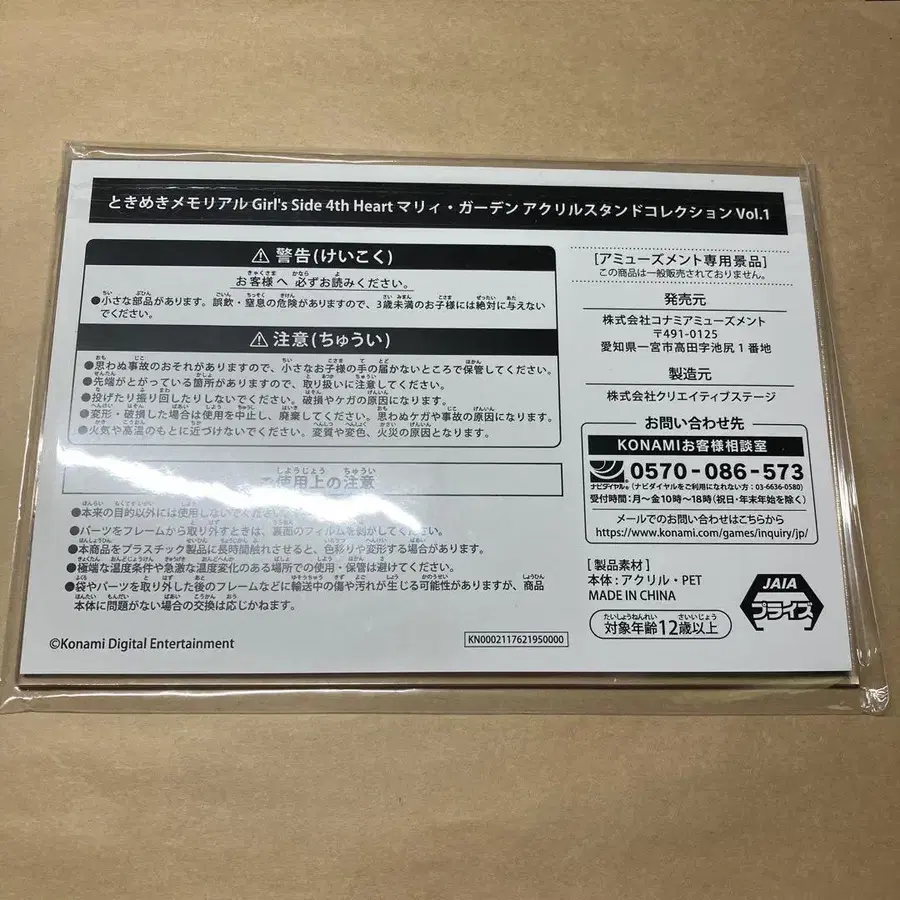 ときめきメモリアル Girl's Side 4th Heart マリィ・ガーデン アクリルスタンドコレクション Vol.1
⚠ 警告(けいこく)
お客様へ 必ずお読みください。
●小さな部品があります。誤飲・窒息の危険がありますので、3歳未満のお子様には絶対に与えない
でください。
⚠ 注意(ちゅうい)
●思わぬ事故のおそれがありますので、小さなお子様の手の届かないところで保管してください。
●先端がとがっている箇所がありますので、取り扱いに注意してください。
●投げたり振り回したりしないでください。破損やケガの原因になります。
●変形・破損した場合は使用を中止し、廃棄してください。思わぬケガや事故の原因になります。
●火気や高温のもとに近づけないでください。変質や変色、火災の原因となります。
ご使用上の注意
●本来の目的以外には使用しないでください。
●パーツをフレームから取り外すときは、裏面のフィルムを剥がしてください。
●本商品をプラスチック製品に長時間触れさせると、色移りや変形する場合があります。
●極端な温度条件や急激な温度変化のある場所での使用・保管は避けてください。
●袋やパーツを取り外した後のフレームなどに輸送中の傷や汚れが生じる可能性がありますが、商品
本体に問題がない場合の交換は応じかねます。
©Konami Digital Entertainment
KN0002117621950000
[アミューズメント専用景品]
この商品は一般販売されておりません。
発売元
株式会社コナミアミューズメント
〒491-0125
愛知県一宮市高田字池尻1番地
製造元
株式会社クリエイティブステージ
お問い合わせ先
KONAMIお客様相談室
ナビダイヤル® 0570-086-573
(ナビダイヤルをご利用になれない方：03-6636-0580)
受付時間：月～金10時～18時(祝日・年末年始を除く)
メールでのお問い合わせはこちらから
https://www.konami.com/games/inquiry/jp/
[製品素材]
本体：アクリル・PET
MADE IN CHINA
対象年齢12歳以上
JAIA
プライズ